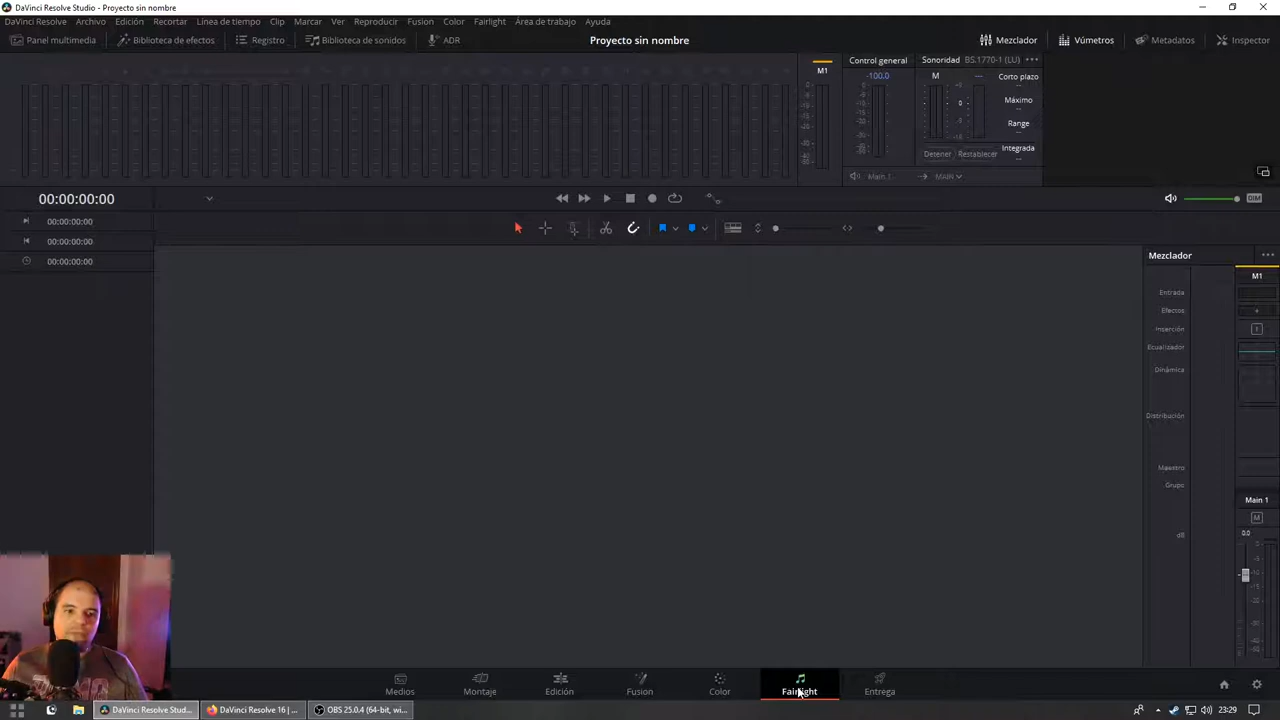 DaVinci Resolve Studio - Proyecto sin nombre
DaVinci Resolve Archivo Edición Recortar Línea de tiempo Clip Marcar Ver Reproducir Fusion Color Fairlight Área de trabajo Ayuda
Panel multimedia Biblioteca de efectos Registro Biblioteca de sonidos ADR Proyecto sin nombre Mezclador Vúmetros Metadatos Inspector
M1 Control general Sonoridad BS.1770-1 (LU)
-100.0 M Corto plazo
Máximo
Range
Integrada
Detener Restablecer
Main 1 MAIN
00:00:00:00 DIM
00:00:00:00
00:00:00:00
00:00:00:00
Mezclador
M1
Entrada
Efectos
Inserción
Ecualizador
Dinámica
Distribución
Maestro
Grupo
Main 1
M
0.0
dB
Medios Montaje Edición Fusion Color Fairlight Entrega
DaVinci Resolve Stud... DaVinci Resolve 16 | ... OBS 25.0.4 (64-bit, wi... 23:29